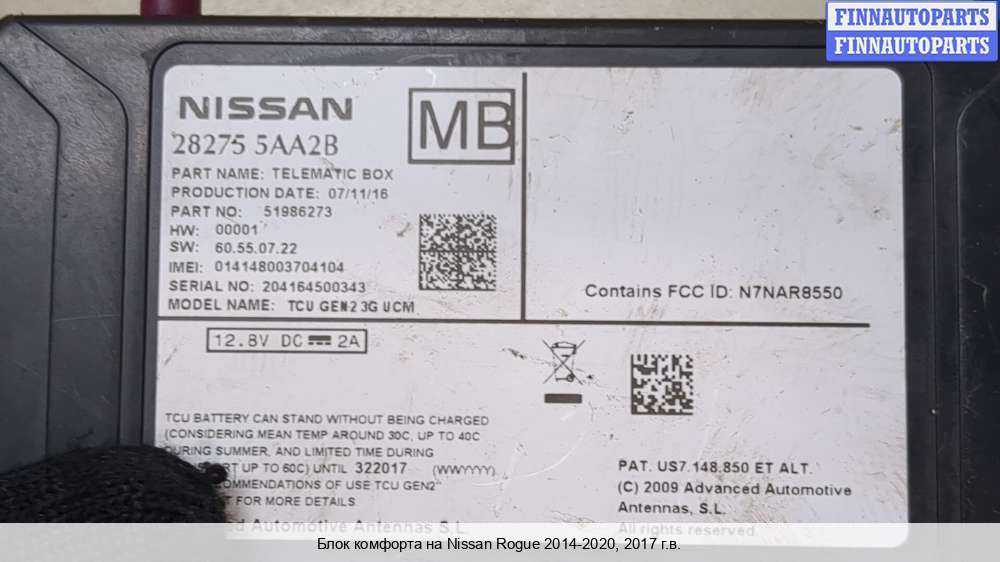 FINNAUTOPARTS
FINNAUTOPARTS
NISSAN
MB
28275 5AA2B
PART NAME: TELEMATIC BOX
PRODUCTION DATE: 07/11/16
PART NO: 51986273
HW: 00001
SW: 60.55.07.22
IMEI: 014148003704104
SERIAL NO: 204164500343
MODEL NAME: TCU GEN2 3G UCM
Contains FCC ID: N7NAR8550
12.8V DC 2A
TCU BATTERY CAN STAND WITHOUT BEING CHARGED
(CONSIDERING MEAN TEMP AROUND 30C, UP TO 40C
DURING SUMMER, AND LIMITED TIME DURING
UP TO 60C) UNTIL 322017 (WWYYYY).
OF USE TCU GEN2"
FOR MORE DETAILS
Automotive Antennas S.L.
PAT. US7.148.850 ET ALT.
(C) 2009 Advanced Automotive
Antennas, S.L.
All rights reserved.
Блок комфорта на Nissan Rogue 2014-2020, 2017 г.в.